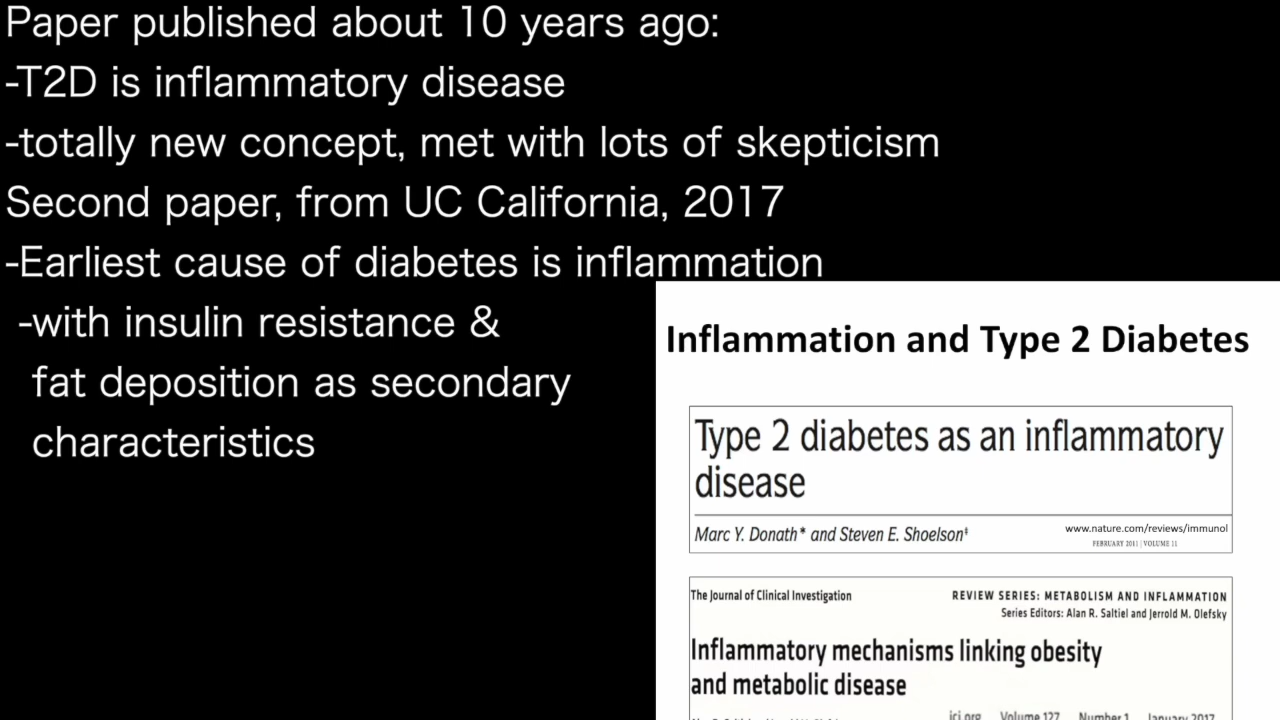 Paper published about 10 years ago:
-T2D is inflammatory disease
-totally new concept, met with lots of skepticism
Second paper, from UC California, 2017
-Earliest cause of diabetes is inflammation
-with insulin resistance &
fat deposition as secondary
characteristics
Inflammation and Type 2 Diabetes
Type 2 diabetes as an inflammatory
disease
Marc Y. Donath* and Steven E. Shoelson‡
www.nature.com/reviews/immunol
FEBRUARY 2011 | VOLUME 11
The Journal of Clinical Investigation
REVIEW SERIES: METABOLISM AND INFLAMMATION
Series Editors: Alan R. Saltiel and Jerrold M. Olefsky
Inflammatory mechanisms linking obesity
and metabolic disease
jci.org Volume 127 Number 1 January 2017